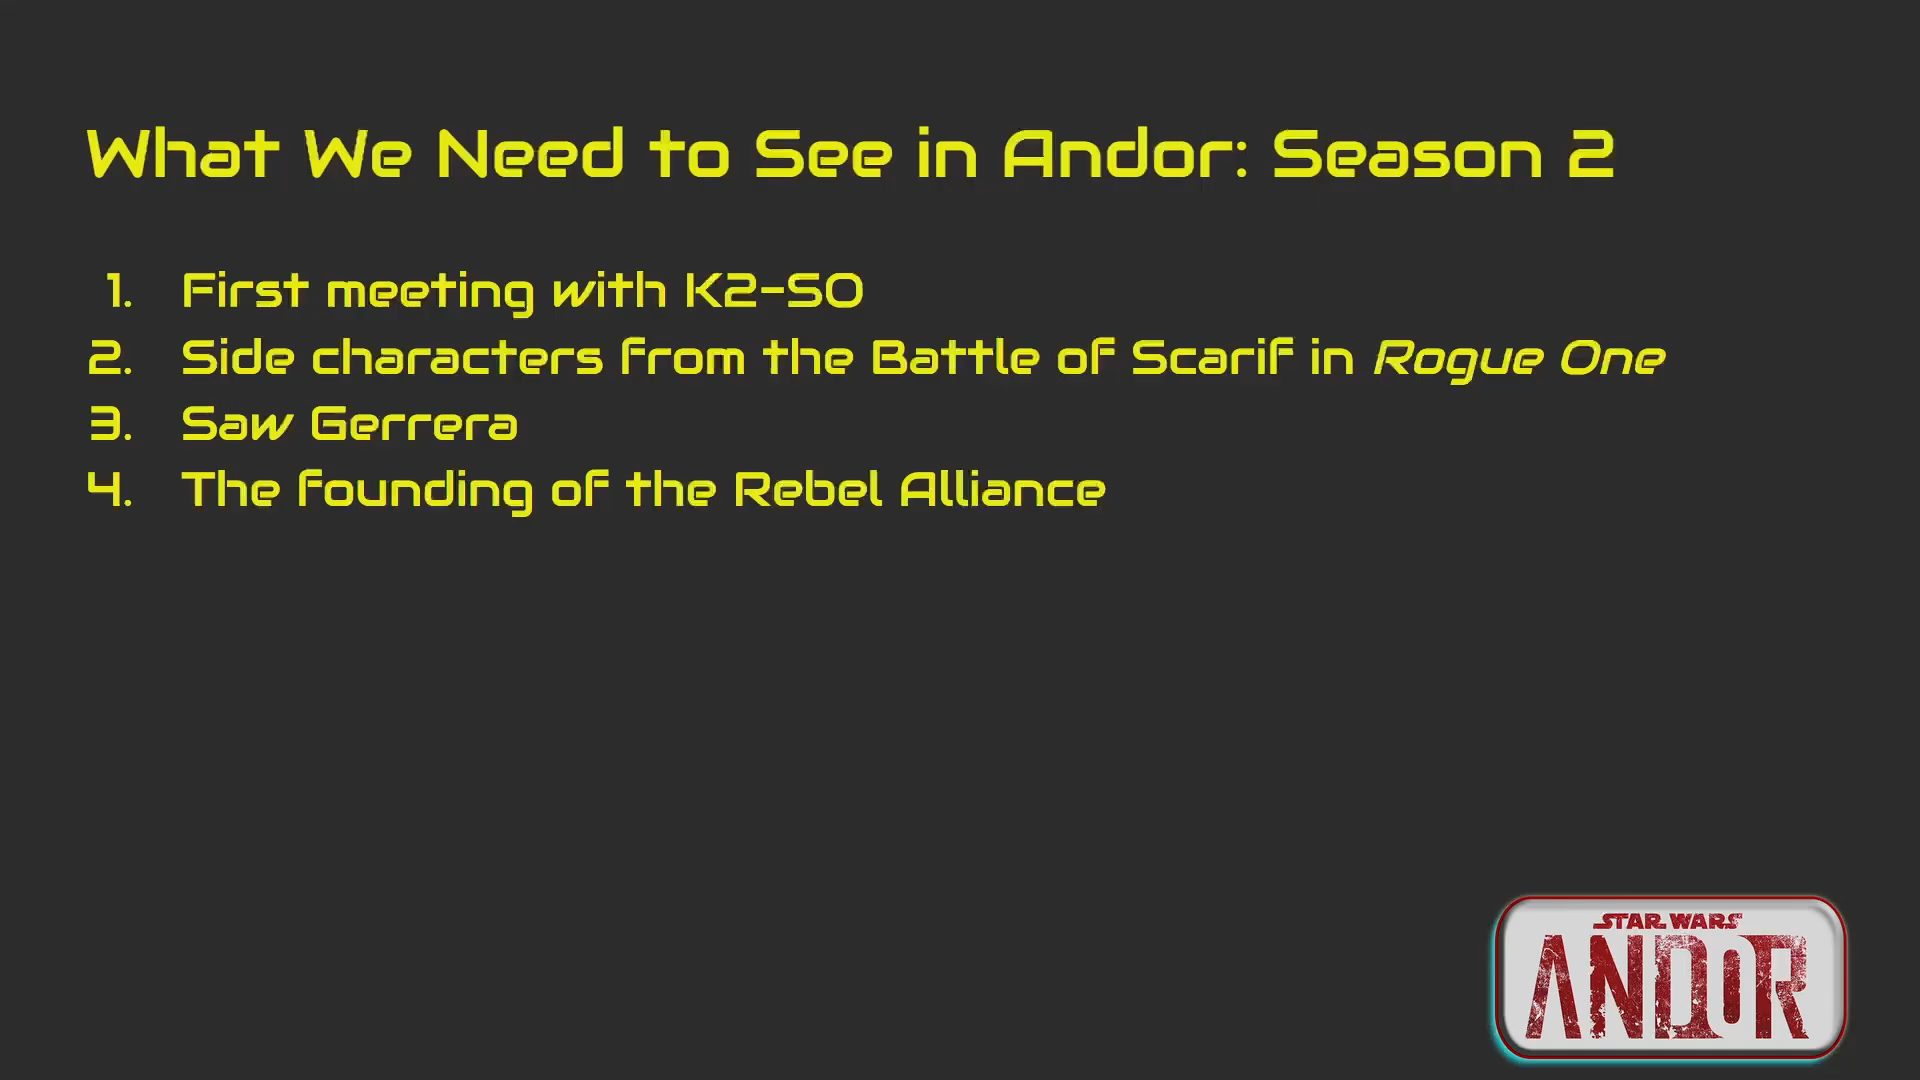 What We Need to See in Andor: Season 2
1. First meeting with K2-SO
2. Side characters from the Battle of Scarif in Rogue One
3. Saw Gerrera
4. The founding of the Rebel Alliance
STAR WARS
ANDOR